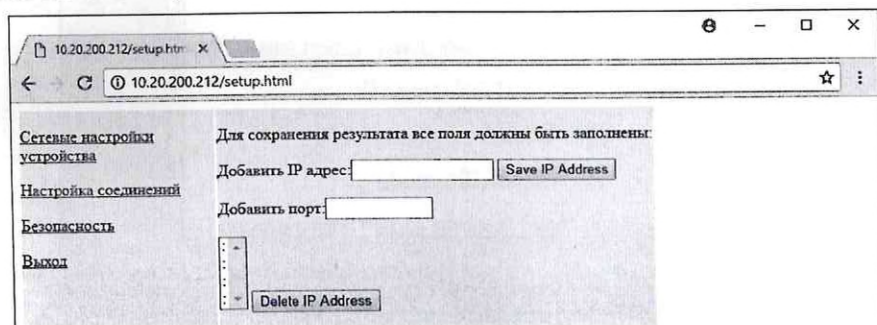 10.20.200.212/setup.htm
10.20.200.212/setup.html
Сетевые настройки
устройства
Настройка соединений
Безопасность
Выход
Для сохранения результата все поля должны быть заполнены:
Добавить IP адрес: Save IP Address
Добавить порт:
:
:
:
:
Delete IP Address